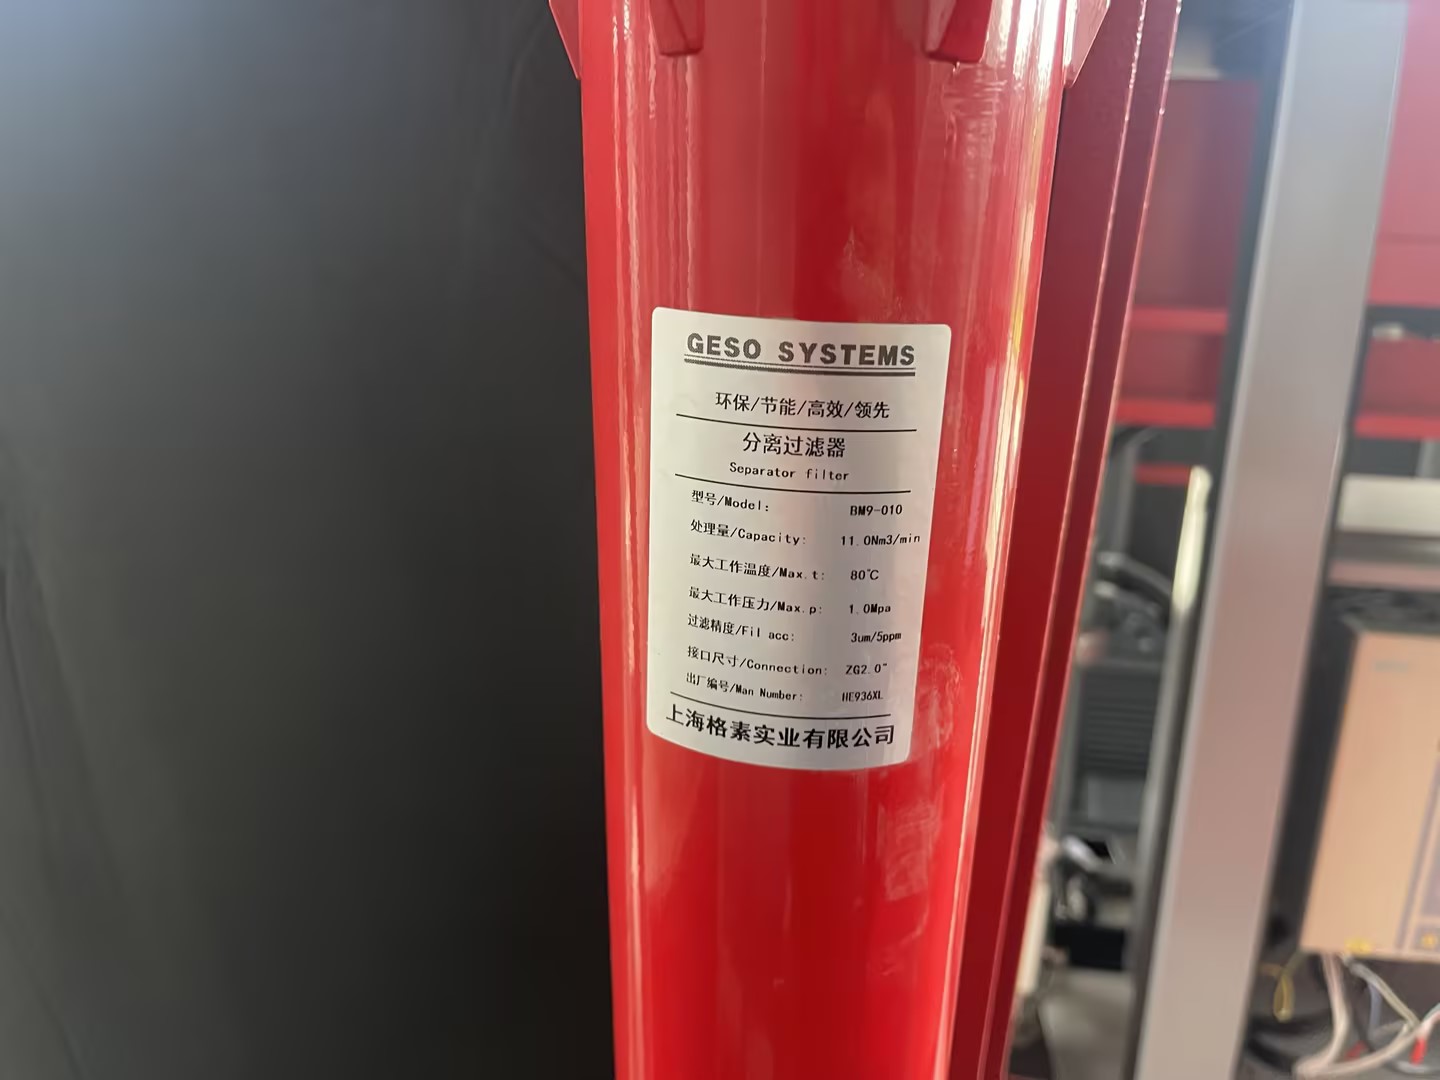 GESO SYSTEMS
环保/节能/高效/领先
分离过滤器
Separator filter
型号/Model: BM9-010
处理量/Capacity: 11.0Nm3/min
最大工作温度/Max.t: 80℃
最大工作压力/Max.p: 1.0Mpa
过滤精度/Fil acc: 3um/5ppm
接口尺寸/Connection: ZG2.0"
出厂编号/Man Number: HE936XL
上海格素实业有限公司